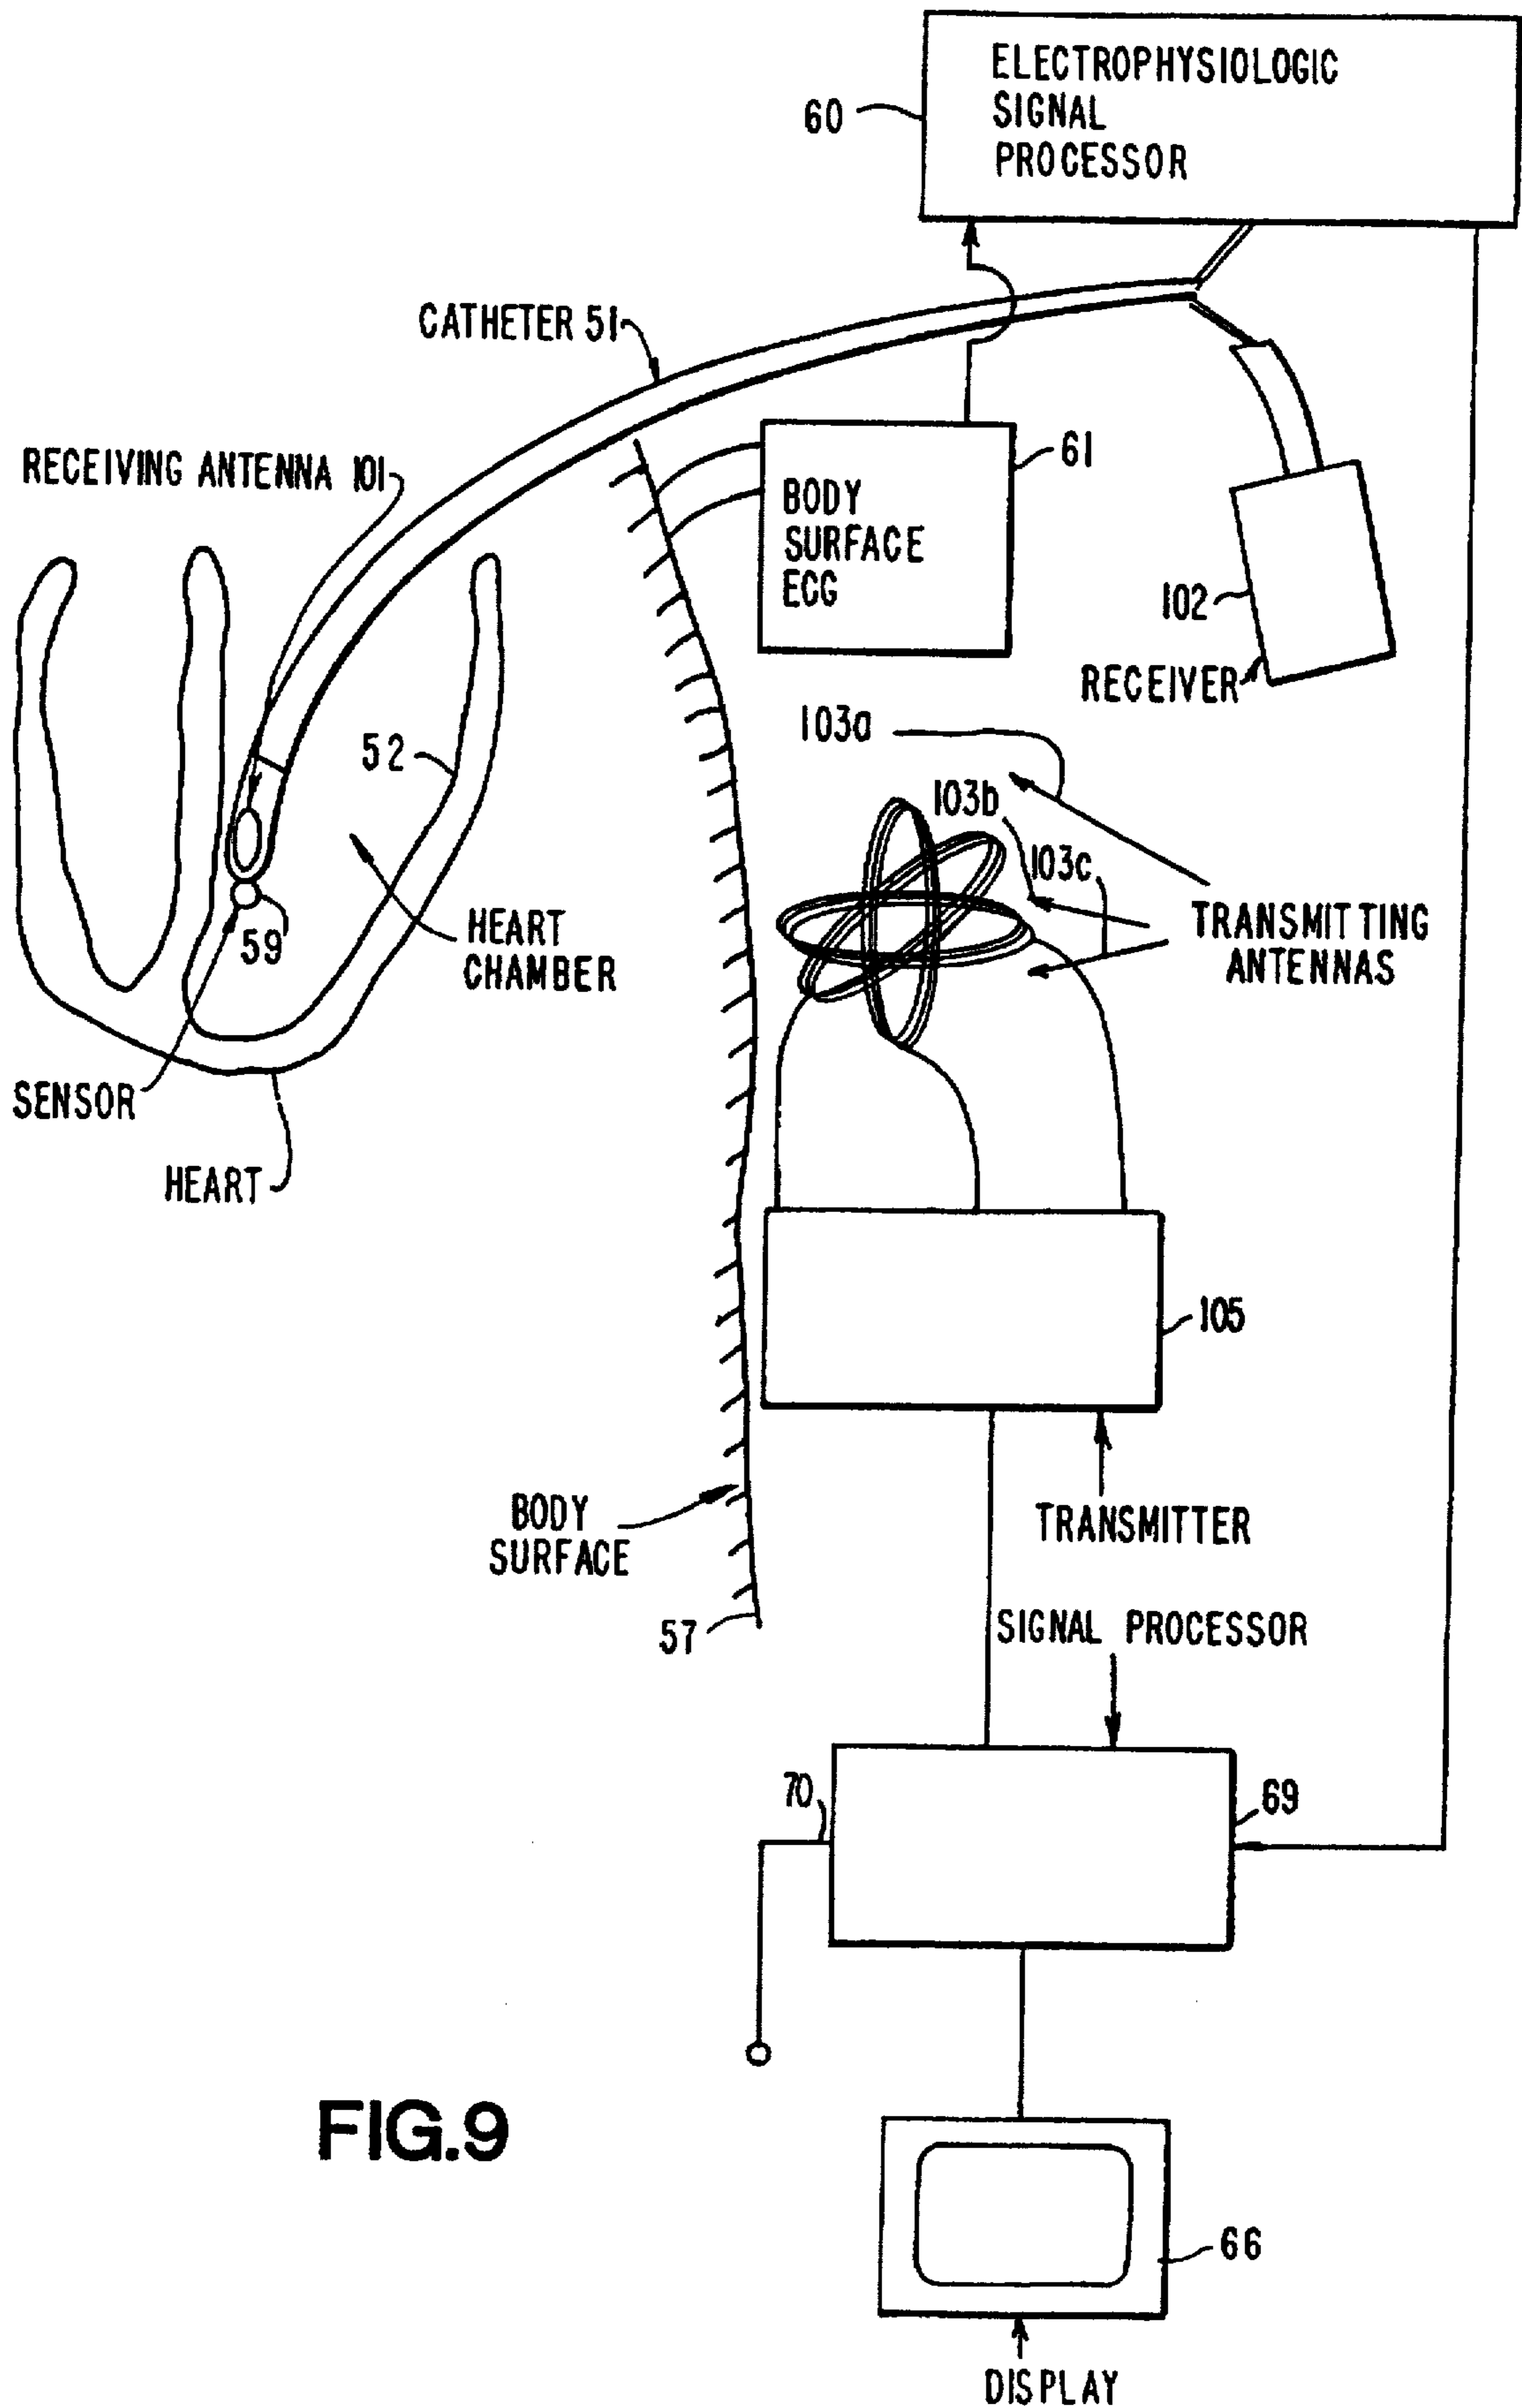 ELECTROPHYSIOLOGIC
SIGNAL
PROCESSOR
60
CATHETER 51
RECEIVING ANTENNA 101
61
BODY
SURFACE
ECG
102
RECEIVER
103a
52
103b
103c
TRANSMITTING
ANTENNAS
HEART
CHAMBER
59
SENSOR
HEART
105
BODY
SURFACE
TRANSMITTER
57
SIGNAL PROCESSOR
70
69
FIG.9
66
DISPLAY